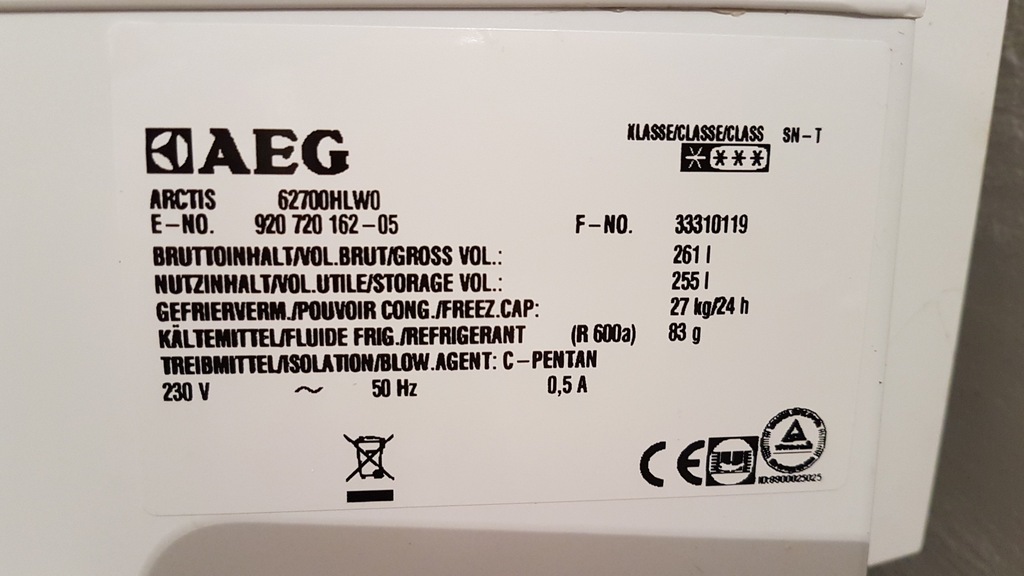 AEG
KLASSE/CLASSE/CLASS SN-T
ARCTIS 62700HLW0
E-NO. 920 720 162-05 F-NO. 33310119
BRUTTOINHALT/VOL.BRUT/GROSS VOL.: 261 l
NUTZINHALT/VOL.UTILE/STORAGE VOL.: 255 l
GEFRIERVERM./POUVOIR CONG./FREEZ.CAP: 27 kg/24 h
KÄLTEMITTEL/FLUIDE FRIG./REFRIGERANT (R 600a) 83 g
TREIBMITTEL/ISOLATION/BLOW.AGENT: C-PENTAN
230 V ~ 50 Hz 0,5 A
CE
ID:8900025025